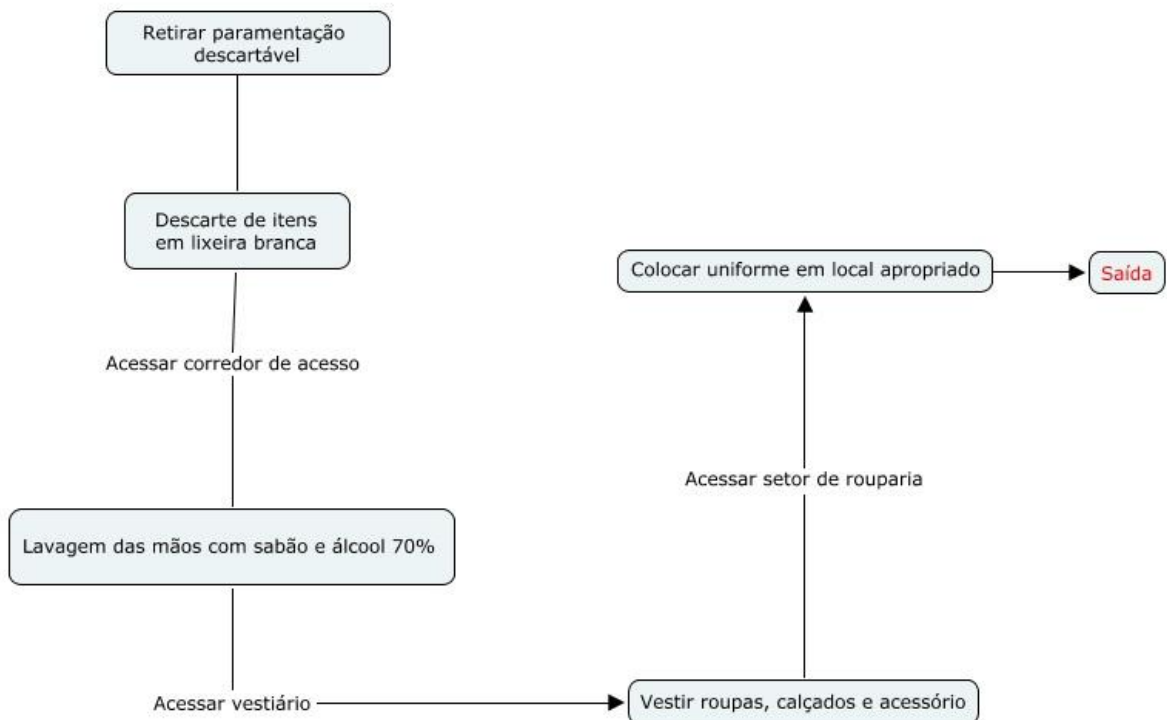 Retirar paramentação
descartável
Descarte de itens
em lixeira branca
Acessar corredor de acesso
Lavagem das mãos com sabão e álcool 70%
Acessar vestiário
Vestir roupas, calçados e acessório
Acessar setor de rouparia
Colocar uniforme em local apropriado
Saída